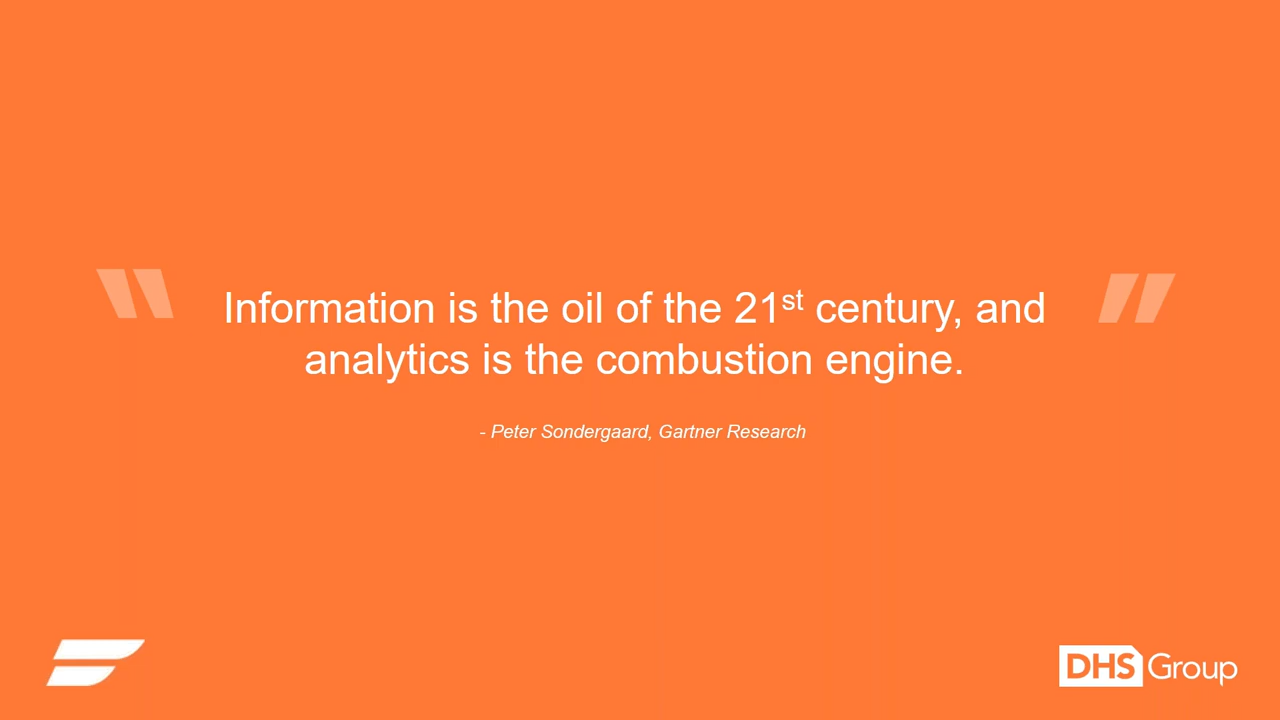 Information is the oil of the 21st century, and
analytics is the combustion engine.
- Peter Sondergaard, Gartner Research
DHS Group